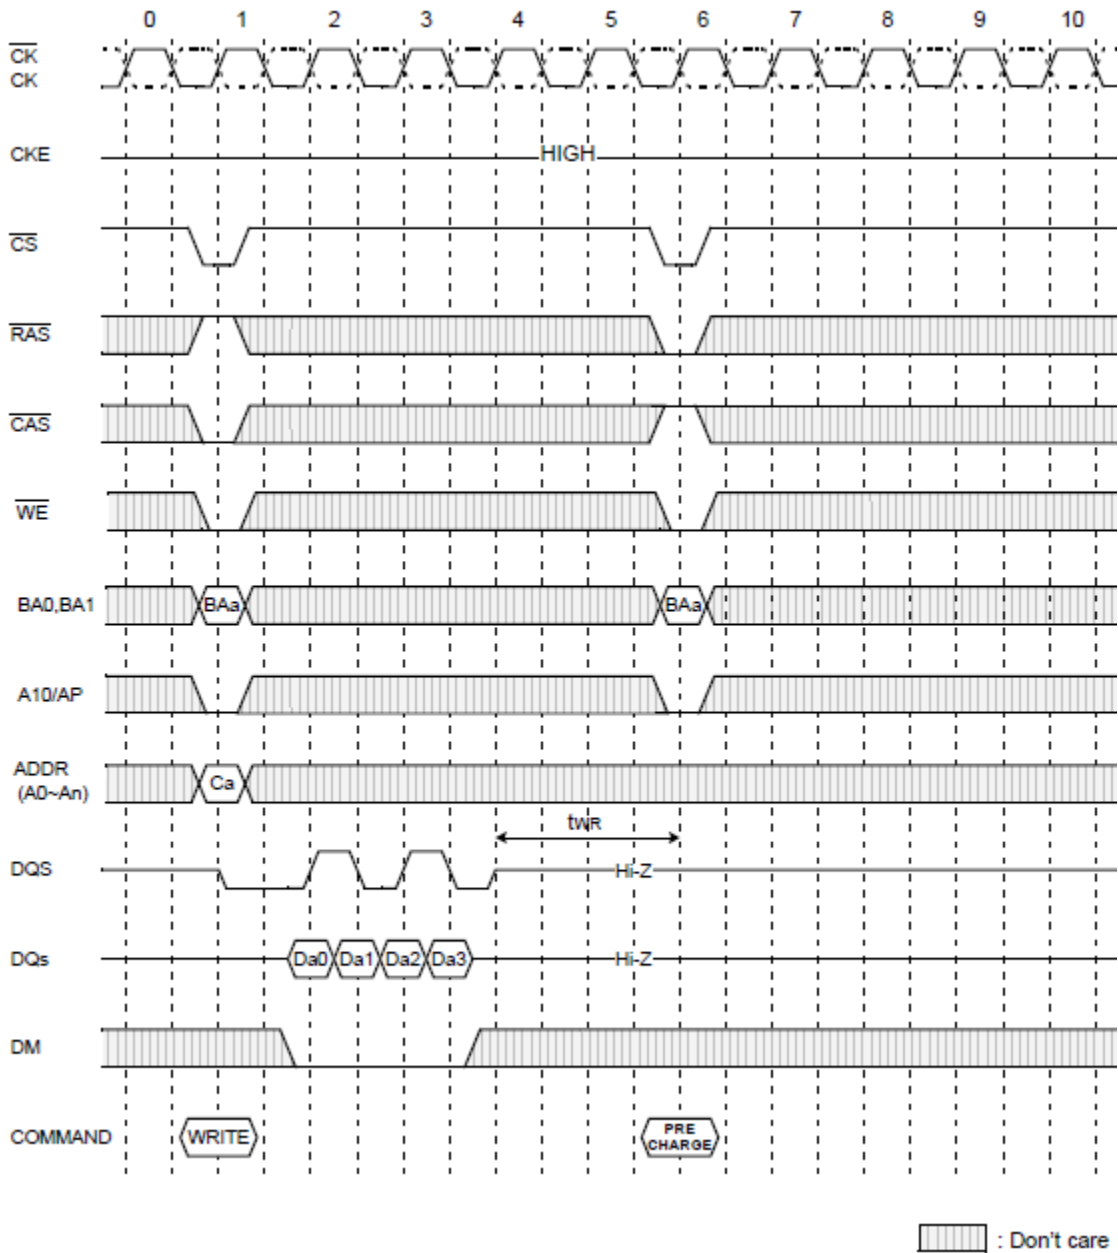 0 1 2 3 4 5 6 7 8 9 10
CK
CK
CKE
HIGH
CS
RAS
CAS
WE
BA0,BA1 BAa BAa
A10/AP
ADDR
(A0~An) Ca
tWR
DQS Hi-Z
DQs Da0 Da1 Da2 Da3 Hi-Z
DM
COMMAND WRITE PRE
CHARGE
: Don't care